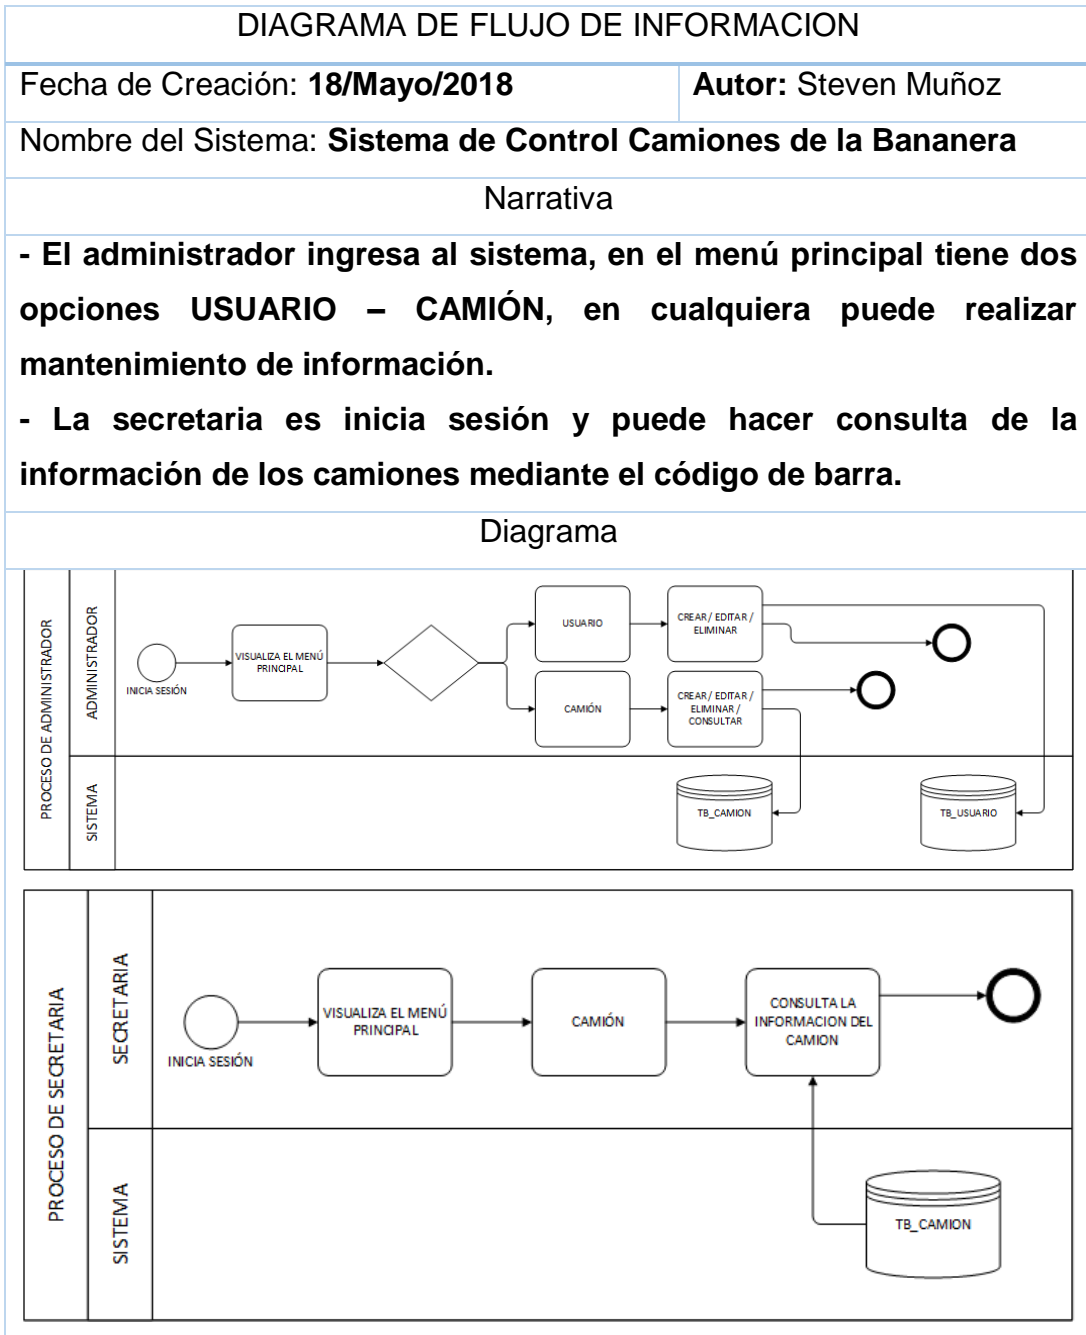 DIAGRAMA DE FLUJO DE INFORMACION
Fecha de Creación: 18/Mayo/2018
Autor: Steven Muñoz
Nombre del Sistema: Sistema de Control Camiones de la Bananera
Narrativa
- El administrador ingresa al sistema, en el menú principal tiene dos
opciones USUARIO – CAMIÓN, en cualquiera puede realizar
mantenimiento de información.
- La secretaria es inicia sesión y puede hacer consulta de la
información de los camiones mediante el código de barra.
Diagrama
PROCESO DE ADMINISTRADOR
ADMINISTRADOR
INICIA SESIÓN
VISUALIZA EL MENÚ
PRINCIPAL
USUARIO
CREAR/ EDITAR /
ELIMINAR
CAMIÓN
CREAR/ EDITAR /
ELIMINAR /
CONSULTAR
SISTEMA
TB_CAMION
TB_USUARIO
PROCESO DE SECRETARIA
SECRETARIA
INICIA SESIÓN
VISUALIZA EL MENÚ
PRINCIPAL
CAMIÓN
CONSULTA LA
INFORMACION DEL
CAMION
SISTEMA
TB_CAMION